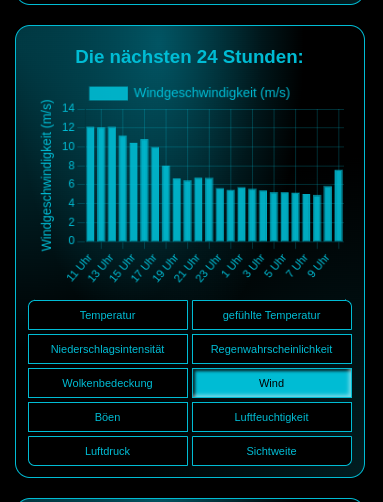 Die nächsten 24 Stunden:
Windgeschwindigkeit (m/s)
Windgeschwindigkeit (m/s)
14
12
10
8
6
4
2
0
11 Uhr
13 Uhr
15 Uhr
17 Uhr
19 Uhr
21 Uhr
23 Uhr
1 Uhr
3 Uhr
5 Uhr
7 Uhr
9 Uhr
Temperatur
gefühlte Temperatur
Niederschlagsintensität
Regenwahrscheinlichkeit
Wolkenbedeckung
Wind
Böen
Luftfeuchtigkeit
Luftdruck
Sichtweite